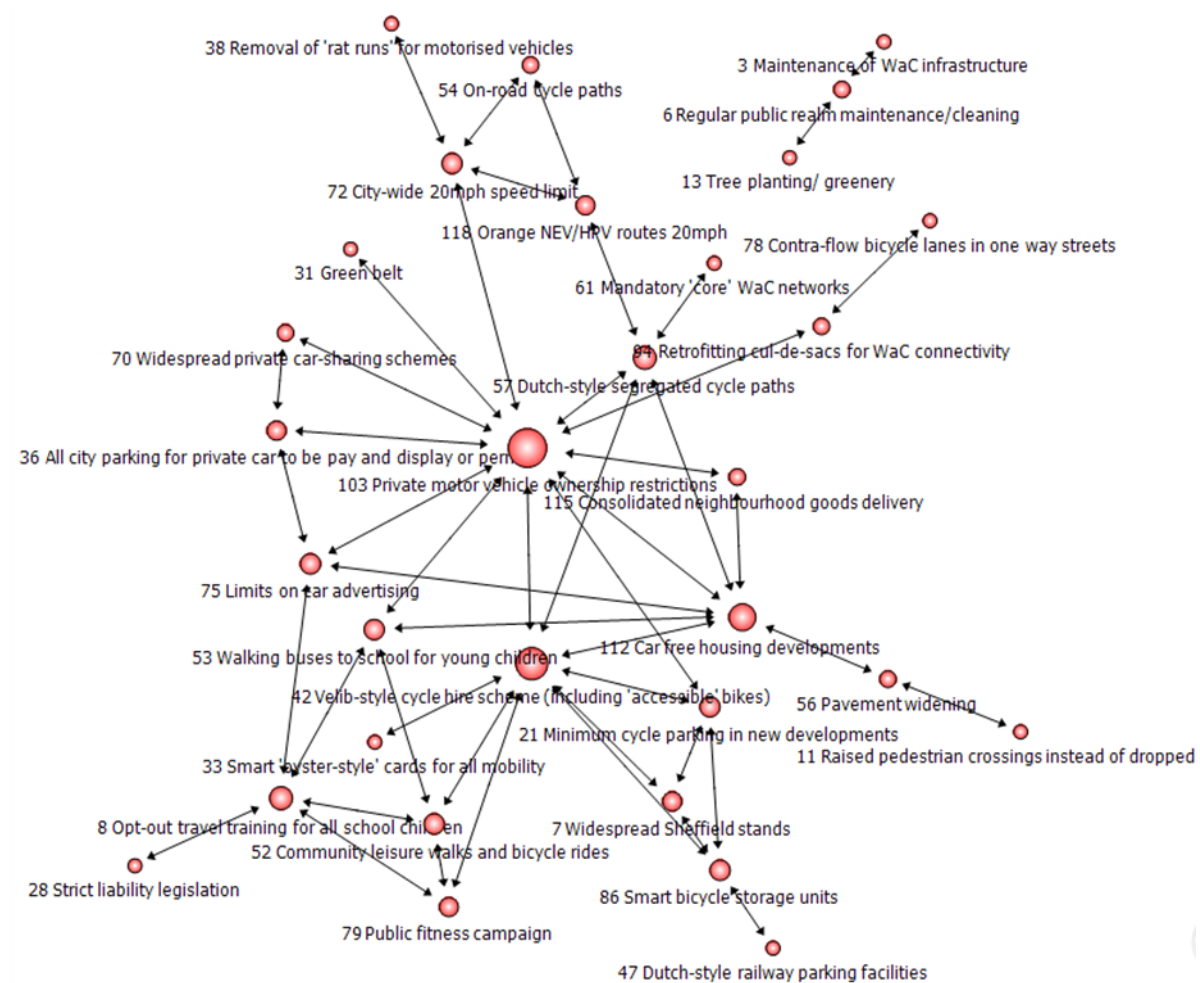 38 Removal of 'rat runs' for motorised vehicles
3 Maintenance of WaC infrastructure
54 On-road cycle paths
6 Regular public realm maintenance/cleaning
13 Tree planting/ greenery
72 City-wide 20mph speed limit
118 Orange NEV/HPV routes 20mph
78 Contra-flow bicycle lanes in one way streets
31 Green belt
61 Mandatory 'core' WaC networks
94 Retrofitting cul-de-sacs for WaC connectivity
70 Widespread private car-sharing schemes
57 Dutch-style segregated cycle paths
36 All city parking for private car to be pay and display or
103 Private motor vehicle ownership restrictions
115 Consolidated neighbourhood goods delivery
75 Limits on car advertising
112 Car free housing developments
53 Walking buses to school for young children
42 Velib-style cycle hire scheme (including 'accessible' bikes)
56 Pavement widening
21 Minimum cycle parking in new developments
11 Raised pedestrian crossings instead of dropped
33 Smart 'oyster-style' cards for all mobility
8 Opt-out travel training for all school children
7 Widespread Sheffield stands
52 Community leisure walks and bicycle rides
28 Strict liability legislation
86 Smart bicycle storage units
79 Public fitness campaign
47 Dutch-style railway parking facilities